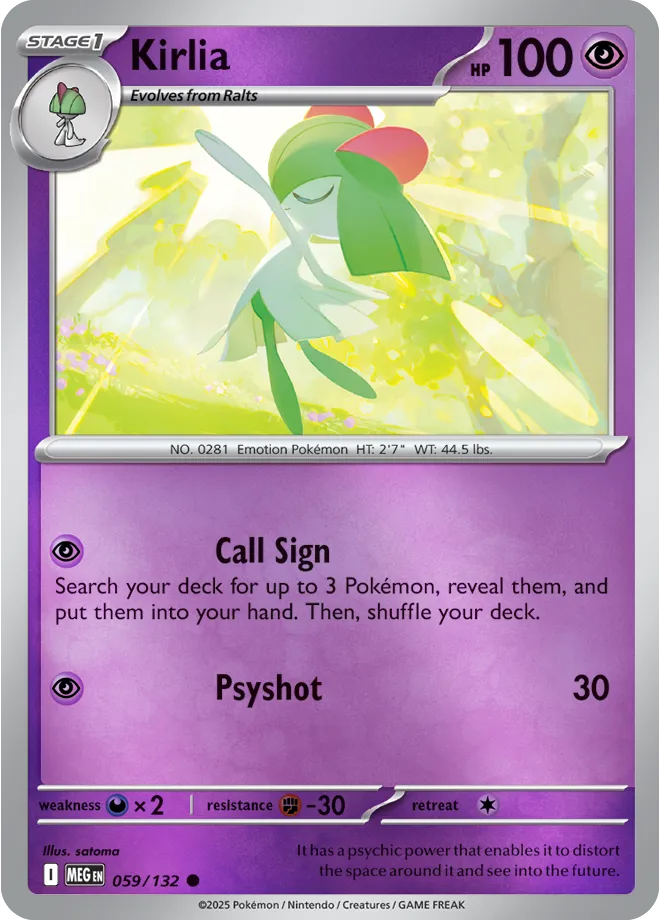 STAGE 1
Kirlia
HP 100
Evolves from Ralts
NO. 0281 Emotion Pokémon HT: 2'7" WT: 44.5 lbs.
Call Sign
Search your deck for up to 3 Pokémon, reveal them, and
put them into your hand. Then, shuffle your deck.
Psyshot 30
weakness ×2 resistance -30 retreat
Illus. satoma
It has a psychic power that enables it to distort
the space around it and see into the future.
I MEG EN 059/132
©2025 Pokémon / Nintendo / Creatures / GAME FREAK